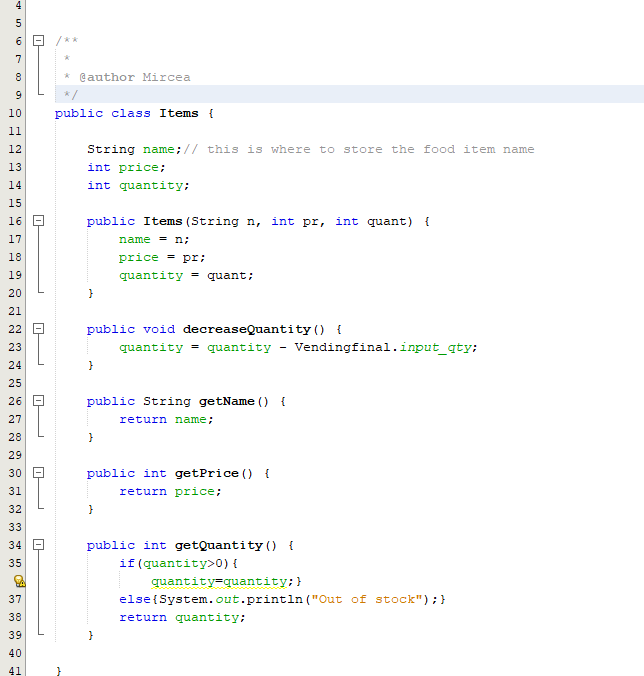 4
5
6 /**
7 *
8 * @author Mircea
9 */
10 public class Items {
11
12 String name;// this is where to store the food item name
13 int price;
14 int quantity;
15
16 public Items(String n, int pr, int quant) {
17 name = n;
18 price = pr;
19 quantity = quant;
20 }
21
22 public void decreaseQuantity() {
23 quantity = quantity - Vendingfinal.input_qty;
24 }
25
26 public String getName() {
27 return name;
28 }
29
30 public int getPrice() {
31 return price;
32 }
33
34 public int getQuantity() {
35 if(quantity>0){
quantity=quantity;}
37 else{System.out.println("Out of stock");}
38 return quantity;
39 }
40
41 }